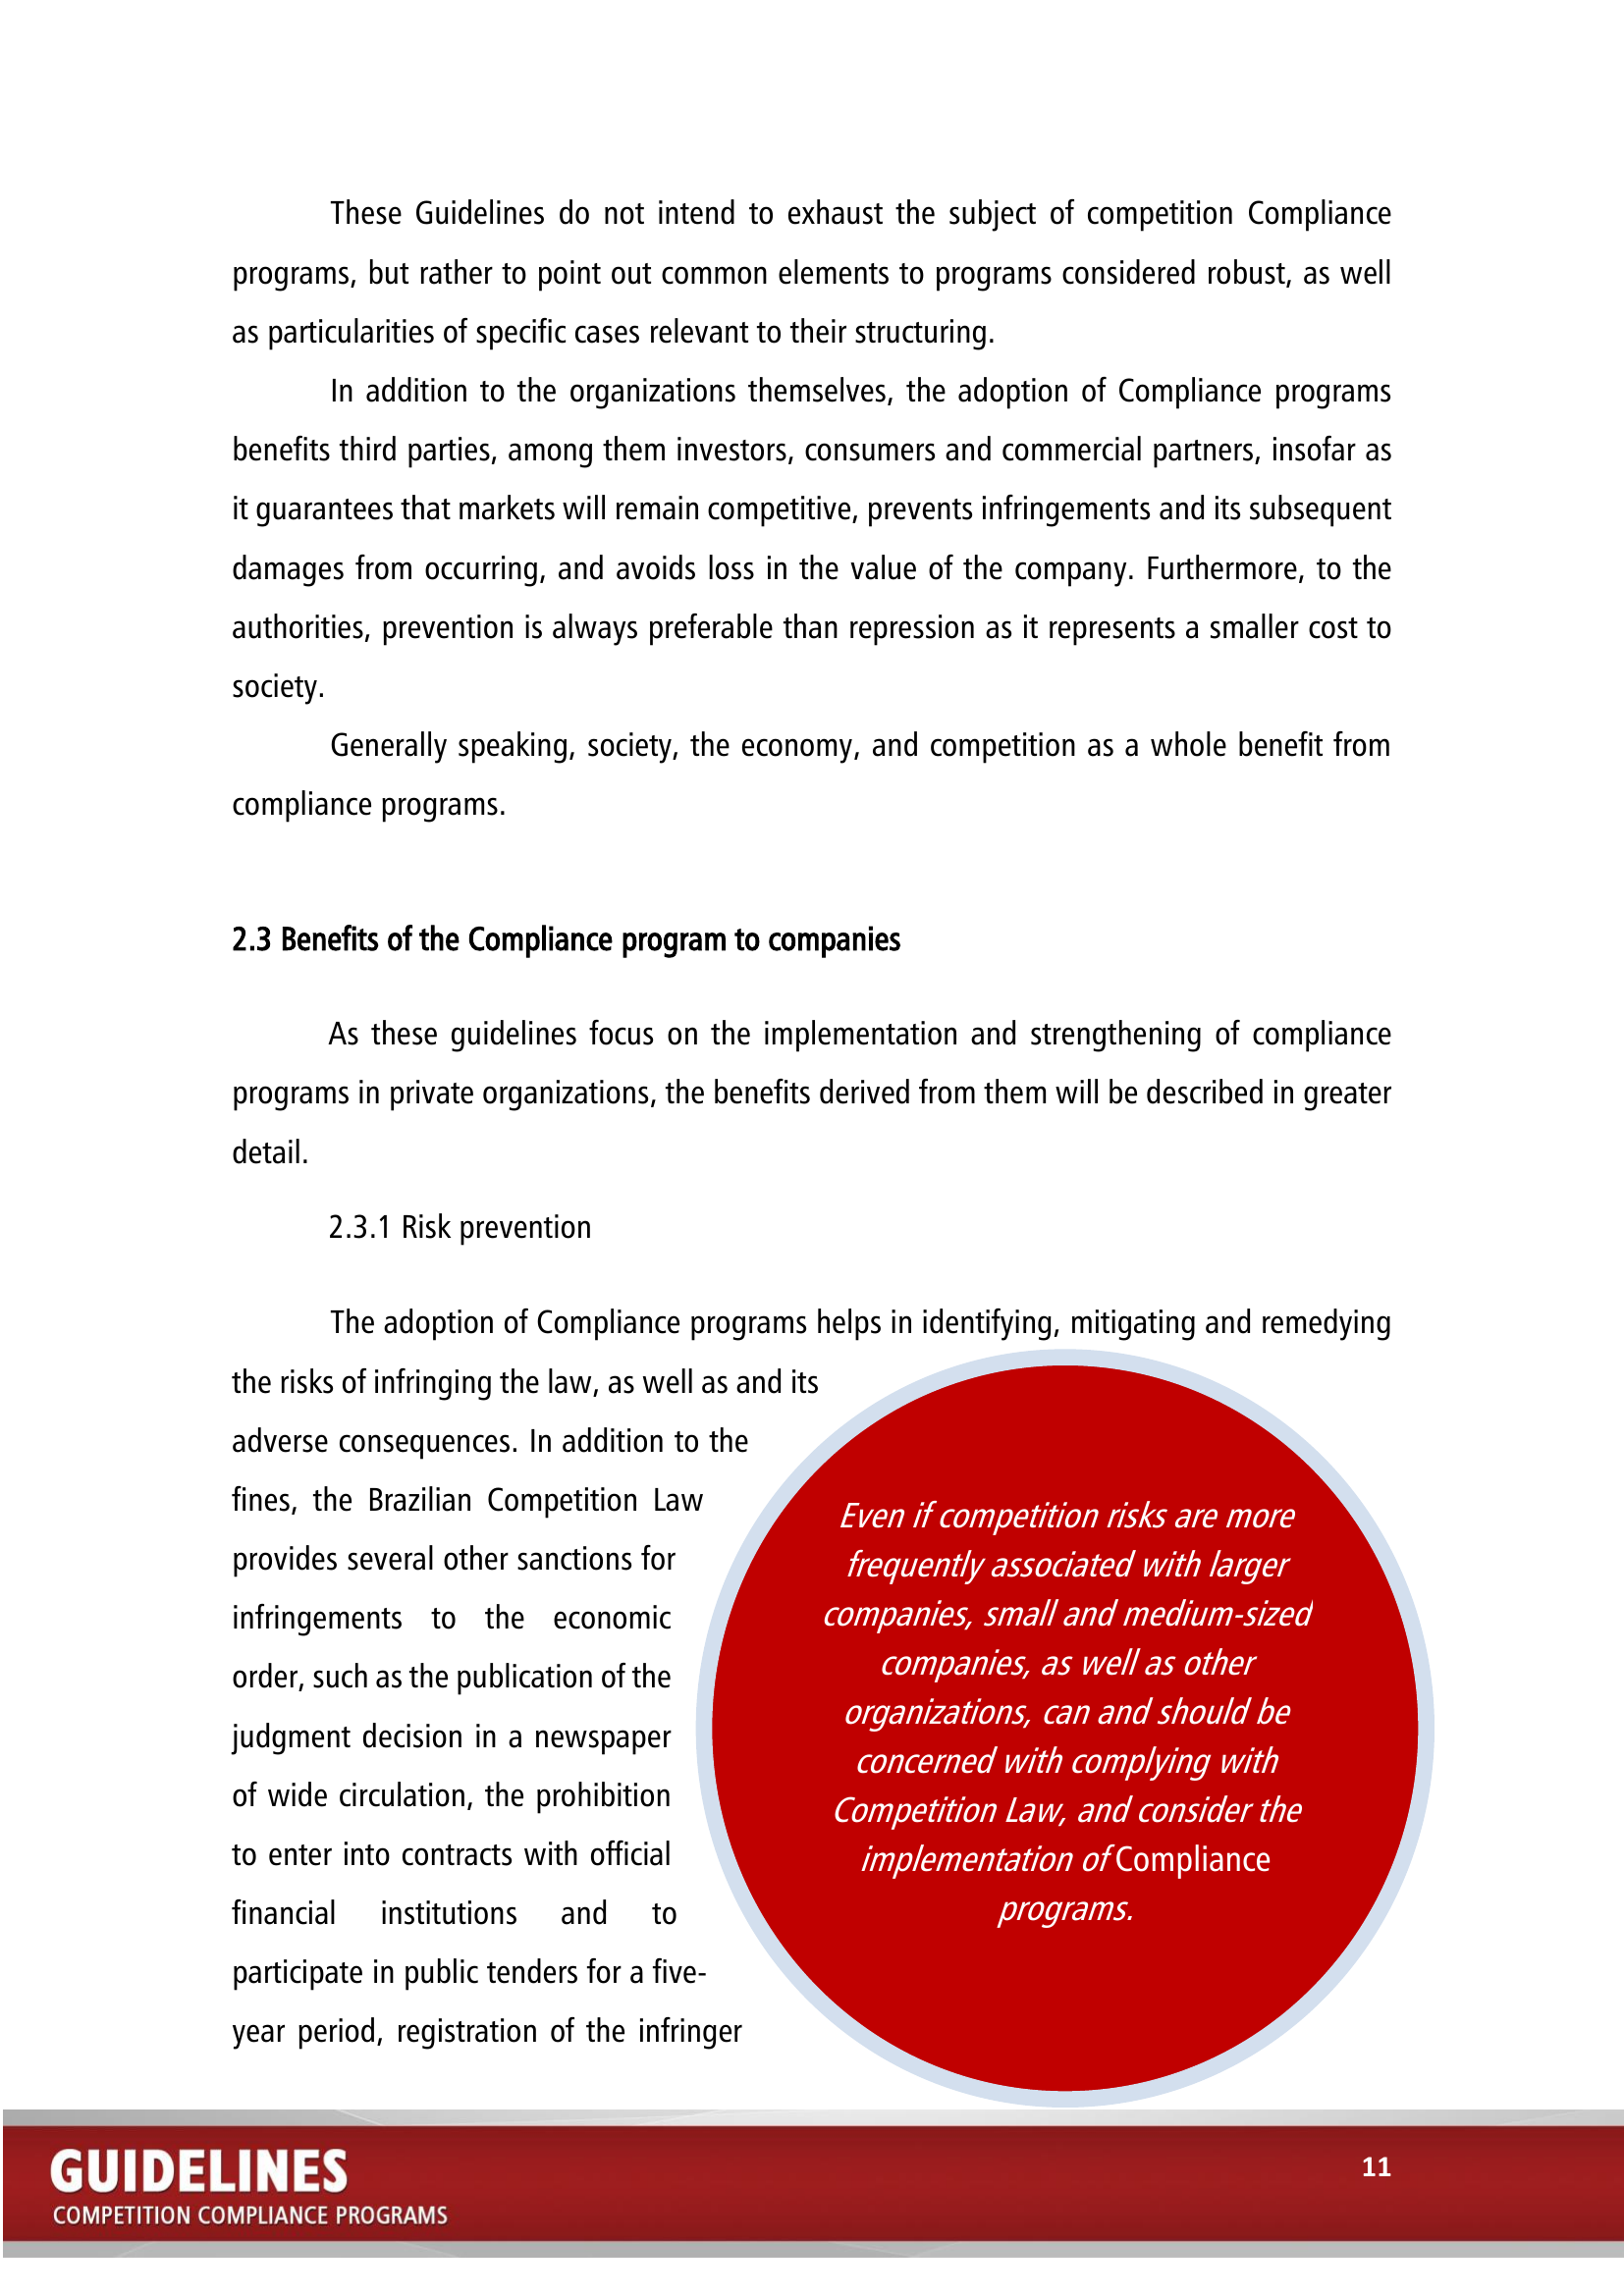 These Guidelines do not intend to exhaust the subject of competition Compliance
programs, but rather to point out common elements to programs considered robust, as well
as particularities of specific cases relevant to their structuring.
In addition to the organizations themselves, the adoption of Compliance programs
benefits third parties, among them investors, consumers and commercial partners, insofar as
it guarantees that markets will remain competitive, prevents infringements and its subsequent
damages from occurring, and avoids loss in the value of the company. Furthermore, to the
authorities, prevention is always preferable than repression as it represents a smaller cost to
society.
Generally speaking, society, the economy, and competition as a whole benefit from
compliance programs.
2.3 Benefits of the Compliance program to companies
As these guidelines focus on the implementation and strengthening of compliance
programs in private organizations, the benefits derived from them will be described in greater
detail.
2.3.1 Risk prevention
The adoption of Compliance programs helps in identifying, mitigating and remedying
the risks of infringing the law, as well as and its
adverse consequences. In addition to the
fines, the Brazilian Competition Law
provides several other sanctions for
infringements to the economic
order, such as the publication of the
judgment decision in a newspaper
of wide circulation, the prohibition
to enter into contracts with official
financial institutions and to
participate in public tenders for a five-
year period, registration of the infringer
Even if competition risks are more
frequently associated with larger
companies, small and medium-sized
companies, as well as other
organizations, can and should be
concerned with complying with
Competition Law, and consider the
implementation of Compliance
programs.
GUIDELINES
COMPETITION COMPLIANCE PROGRAMS
11